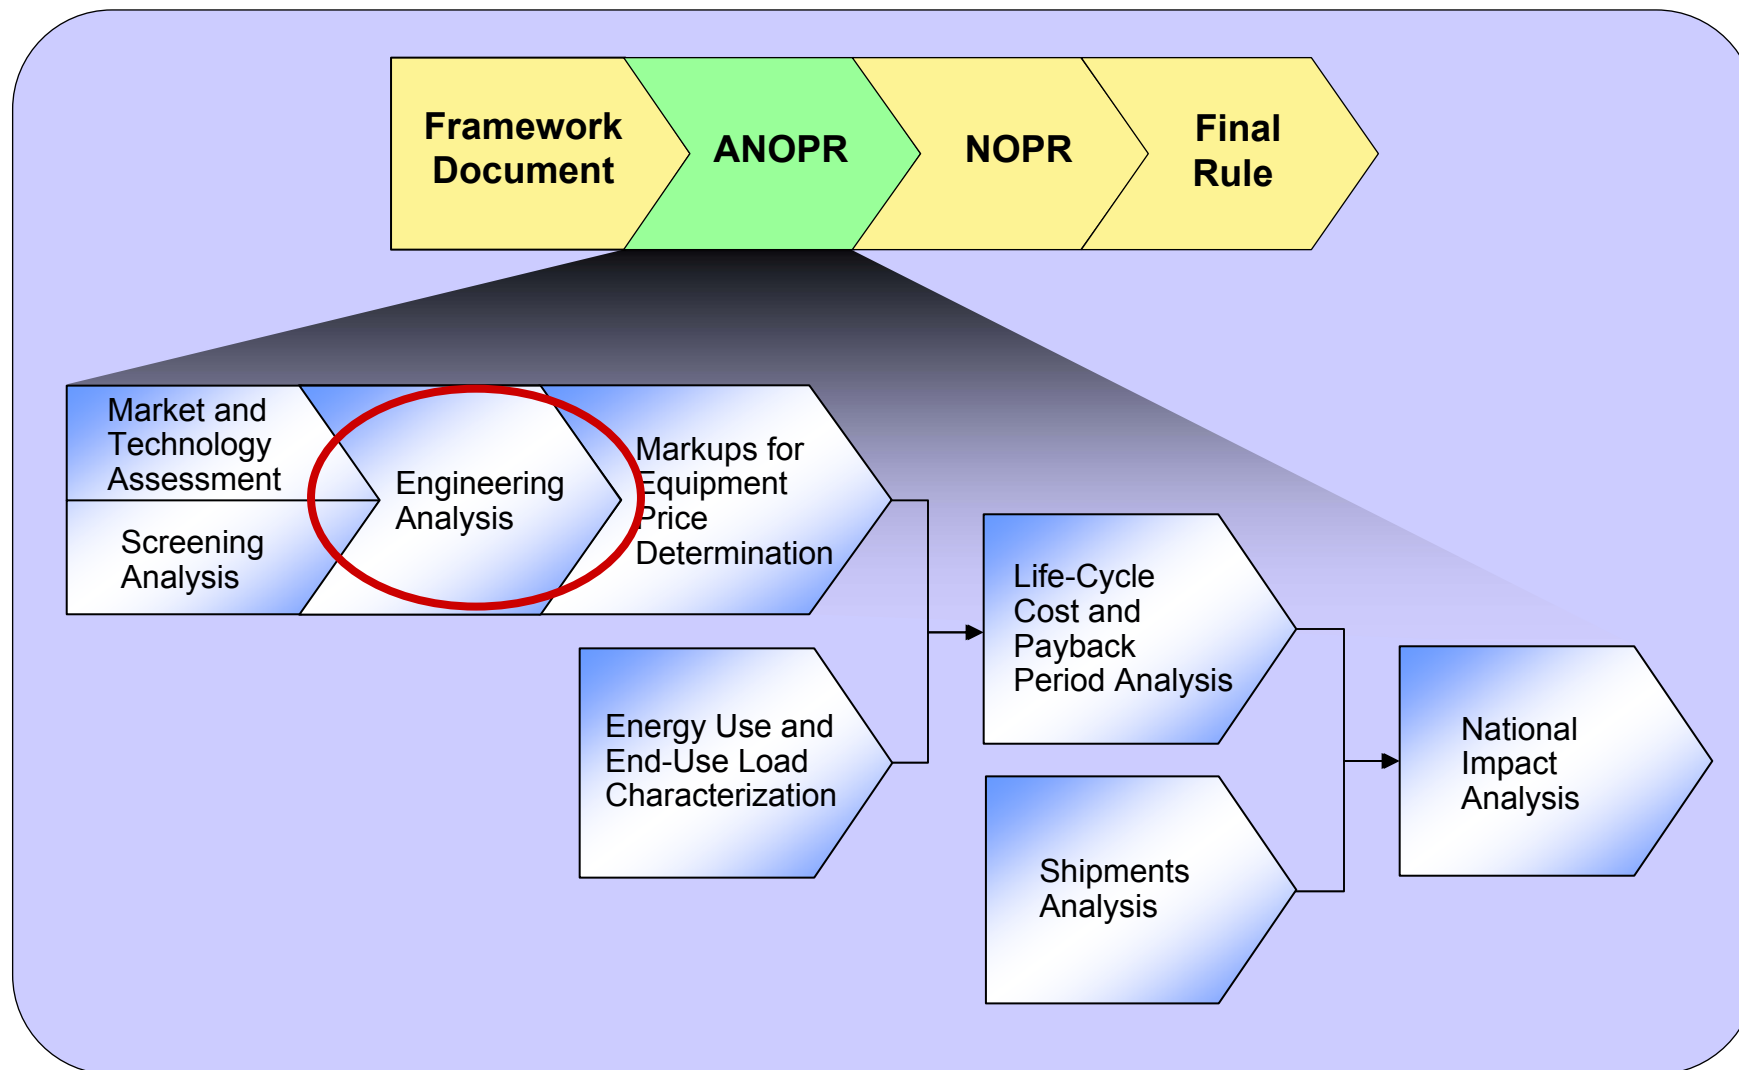 Framework
Document
ANOPR
NOPR
Final
Rule
Market and
Technology
Assessment
Screening
Analysis
Engineering
Analysis
Markups for
Equipment
Price
Determination
Energy Use and
End-Use Load
Characterization
Life-Cycle
Cost and
Payback
Period Analysis
Shipments
Analysis
National
Impact
Analysis